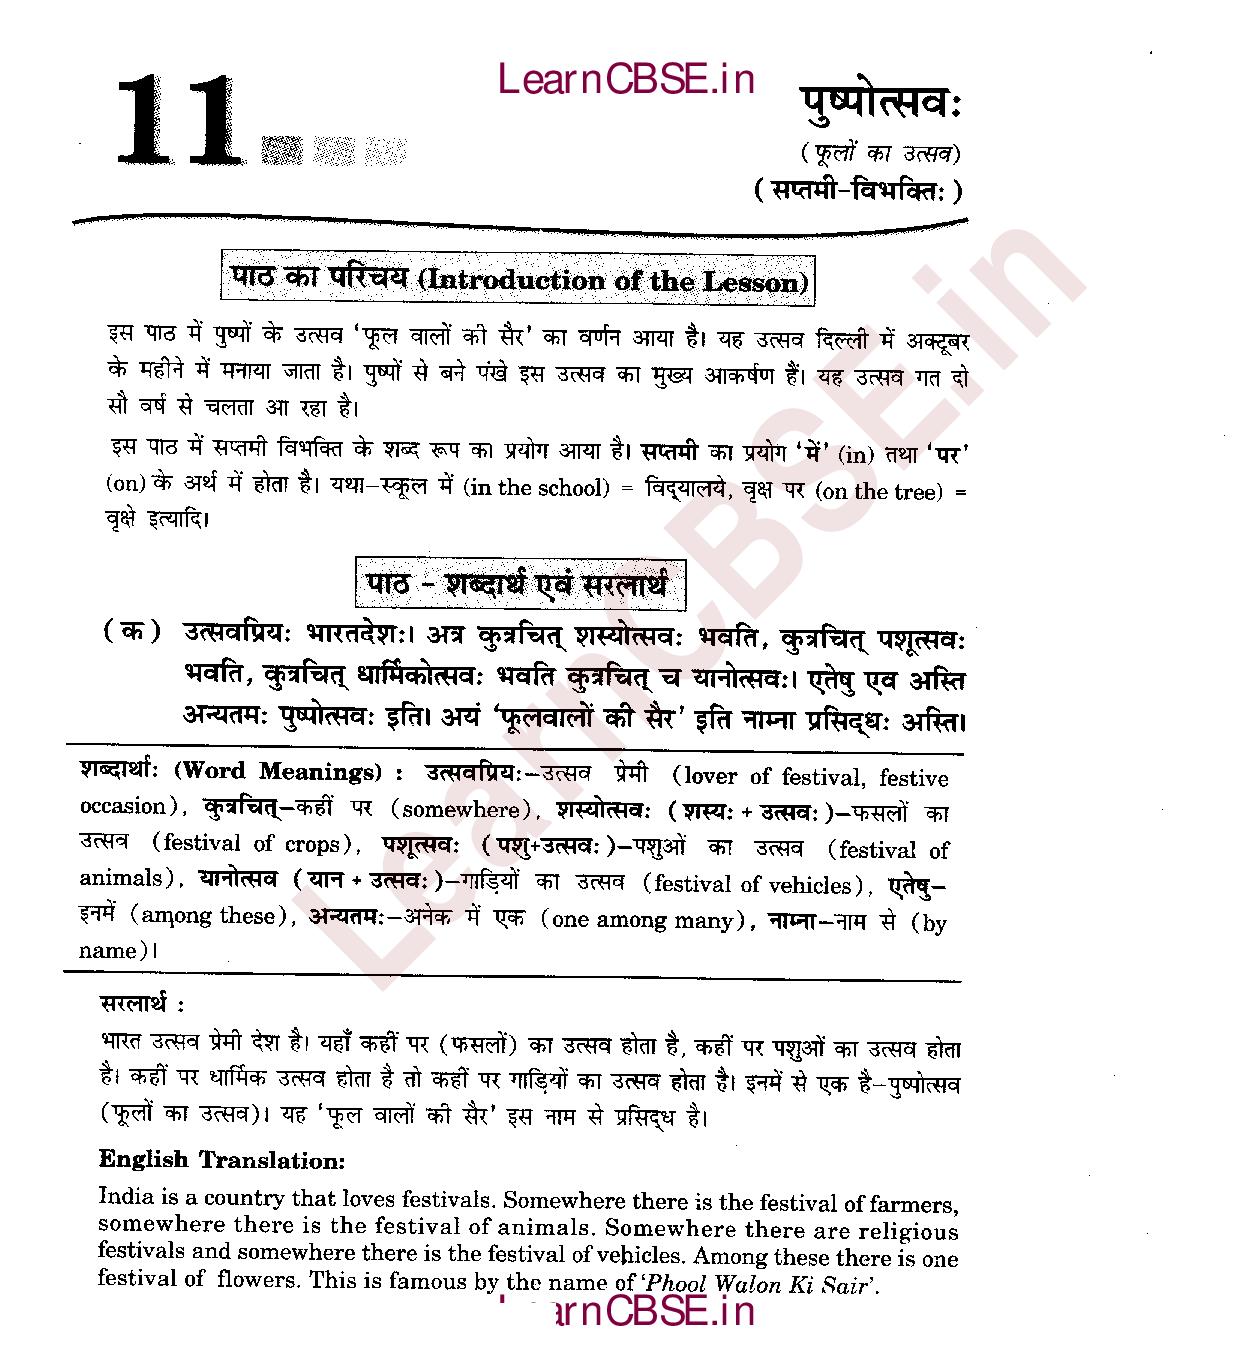 LearnCBSE.in
11
पुष्पोत्सवः
(फूलों का उत्सव)
(सप्तमी-विभक्तिः)
पाठ का परिचय (Introduction of the Lesson)
इस पाठ में पुष्पों के उत्सव ‘फूल वालों की सैर’ का वर्णन आया है। यह उत्सव दिल्ली में अक्टूबर
के महीने में मनाया जाता है। पुष्पों से बने पंखे इस उत्सव का मुख्य आकर्षण हैं। यह उत्सव गत दो
सौ वर्ष से चलता आ रहा है।
इस पाठ में सप्तमी विभक्ति के शब्द रूप का प्रयोग आया है। सप्तमी का प्रयोग ‘में’ (in) तथा ‘पर’
(on) के अर्थ में होता है। यथा–स्कूल में (in the school) = विद्यालये, वृक्ष पर (on the tree) =
वृक्षे इत्यादि।
पाठ - शब्दार्थ एवं सरलार्थ
(क) उत्सवप्रियः भारतदेशः। अत्र कुत्रचित् शस्योत्सवः भवति, कुत्रचित् पशूत्सवः
भवति, कुत्रचित् धार्मिकोत्सवः भवति कुत्रचित् च यानोत्सवः। एतेषु एव अस्ति
अन्यतमः पुष्पोत्सवः इति। अयं ‘फूलवालों की सैर’ इति नाम्ना प्रसिद्धः अस्ति।
शब्दार्थाः (Word Meanings) : उत्सवप्रियः–उत्सव प्रेमी (lover of festival, festive
occasion), कुत्रचित्–कहीं पर (somewhere), शस्योत्सवः (शस्यः + उत्सवः)–फसलों का
उत्सव (festival of crops), पशूत्सवः (पशु+उत्सवः)–पशुओं का उत्सव (festival of
animals), यानोत्सव (यान + उत्सवः)–गाड़ियों का उत्सव (festival of vehicles), एतेषु–
इनमें (among these), अन्यतमः–अनेक में एक (one among many), नाम्ना–नाम से (by
name)।
सरलार्थ :
भारत उत्सव प्रेमी देश है। यहाँ कहीं पर (फसलों) का उत्सव होता है, कहीं पर पशुओं का उत्सव होता
है। कहीं पर धार्मिक उत्सव होता है तो कहीं पर गाड़ियों का उत्सव होता है। इनमें से एक है–पुष्पोत्सव
(फूलों का उत्सव)। यह ‘फूल वालों की सैर’ इस नाम से प्रसिद्ध है।
English Translation:
India is a country that loves festivals. Somewhere there is the festival of farmers,
somewhere there is the festival of animals. Somewhere there are religious
festivals and somewhere there is the festival of vehicles. Among these there is one
festival of flowers. This is famous by the name of ‘Phool Walon Ki Sair’.
LearnCBSE.in
LearnCBSE.in